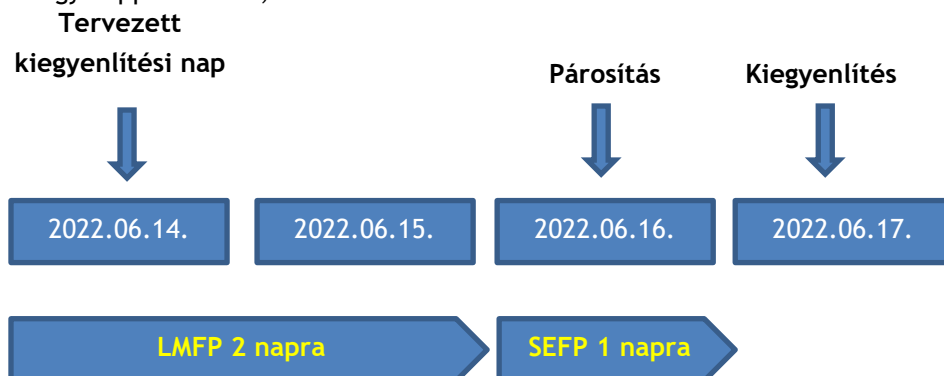 Tervezett
kiegyenlítési nap
Párosítás
Kiegyenlítés
2022.06.14.
2022.06.15.
2022.06.16.
2022.06.17.
LMFP 2 napra
SEFP 1 napra